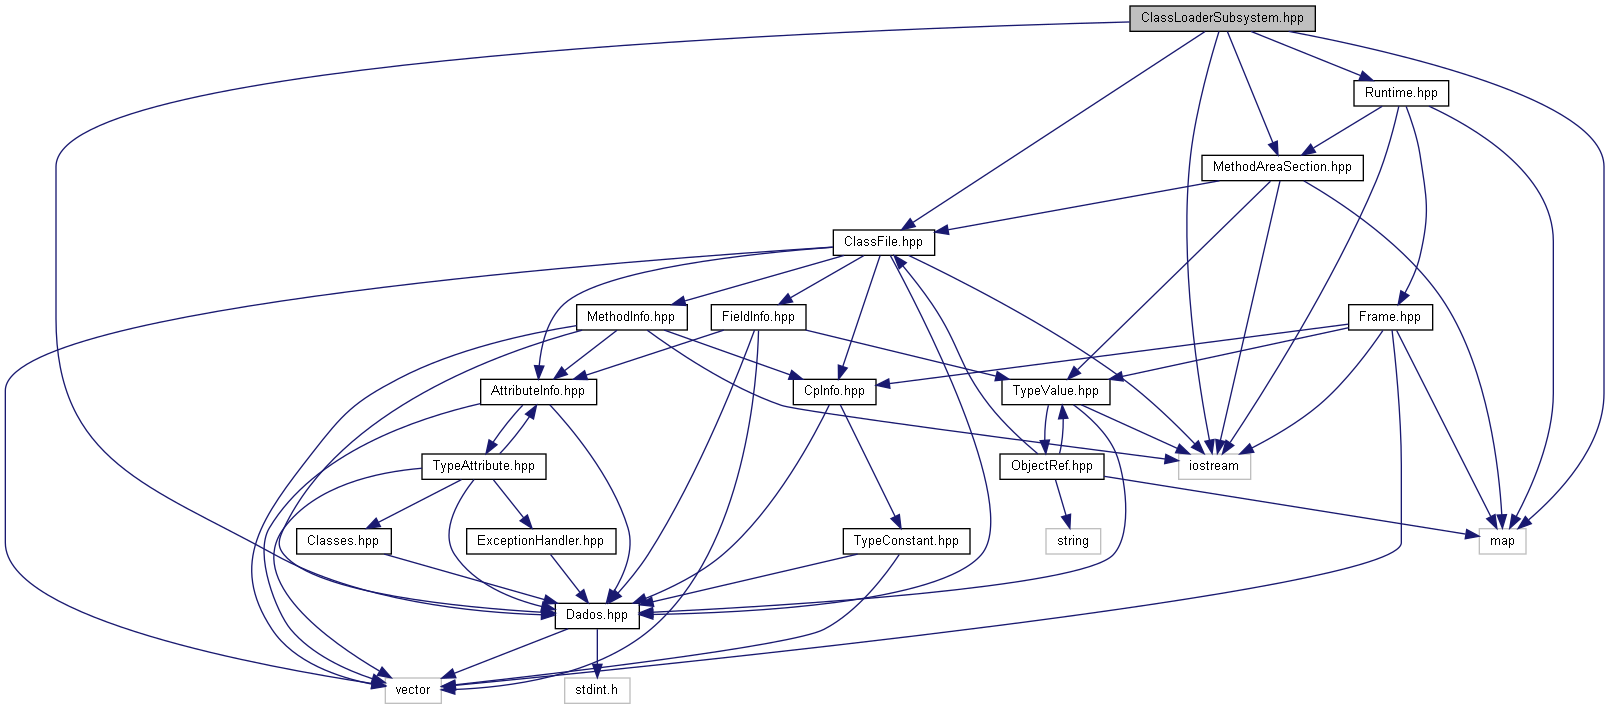 ClassLoaderSubsystem.hpp
Runtime.hpp
MethodAreaSection.hpp
ClassFile.hpp
MethodInfo.hpp
FieldInfo.hpp
Frame.hpp
AttributeInfo.hpp
CpInfo.hpp
TypeValue.hpp
TypeAttribute.hpp
ObjectRef.hpp
iostream
Classes.hpp
ExceptionHandler.hpp
TypeConstant.hpp
string
map
Dados.hpp
vector
stdint.h